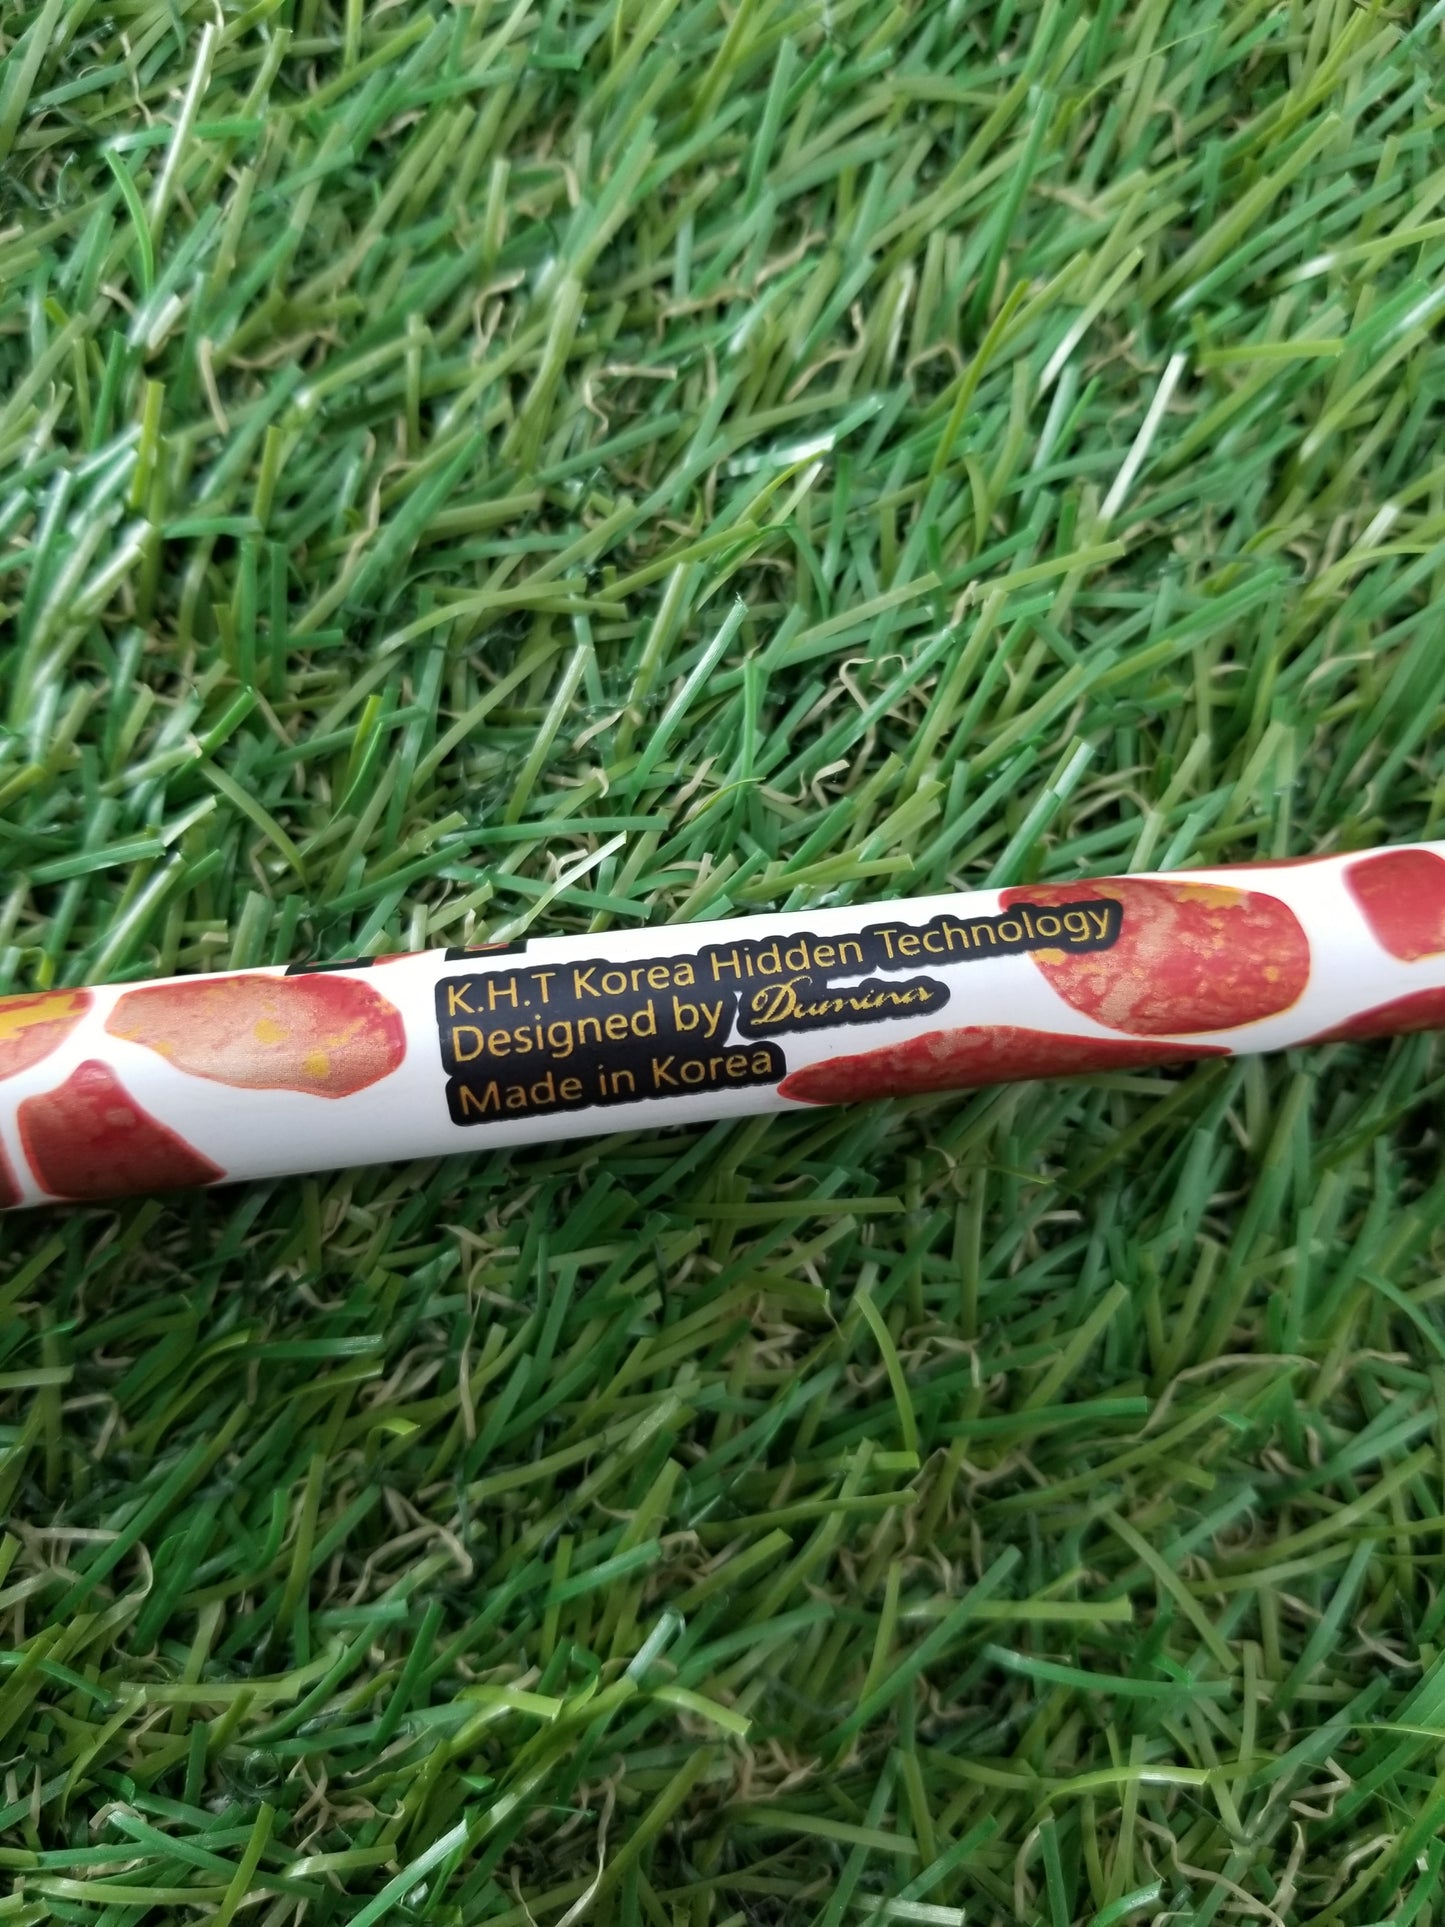 K.H.T Korea Hidden Technology
Designed by Dumina
Made in Korea